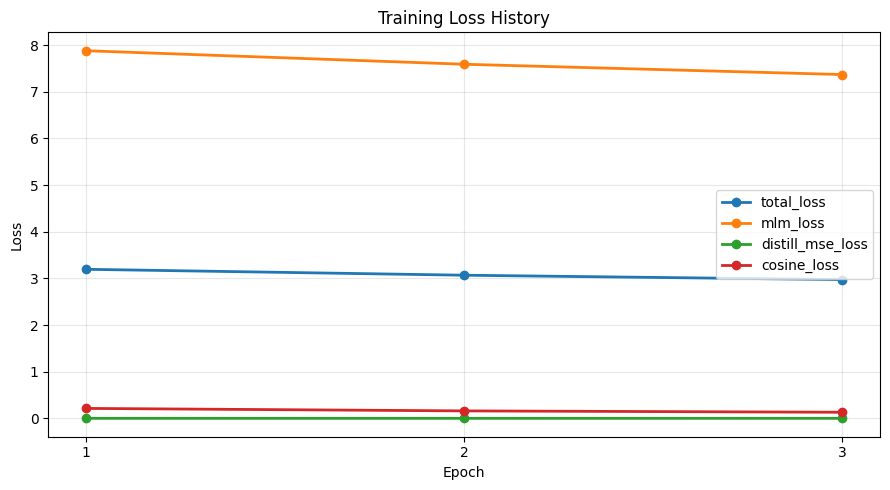 Training Loss History
8
7
6
5
4
3
2
1
0
Loss
total_loss
mlm_loss
distill_mse_loss
cosine_loss
1 2 3
Epoch